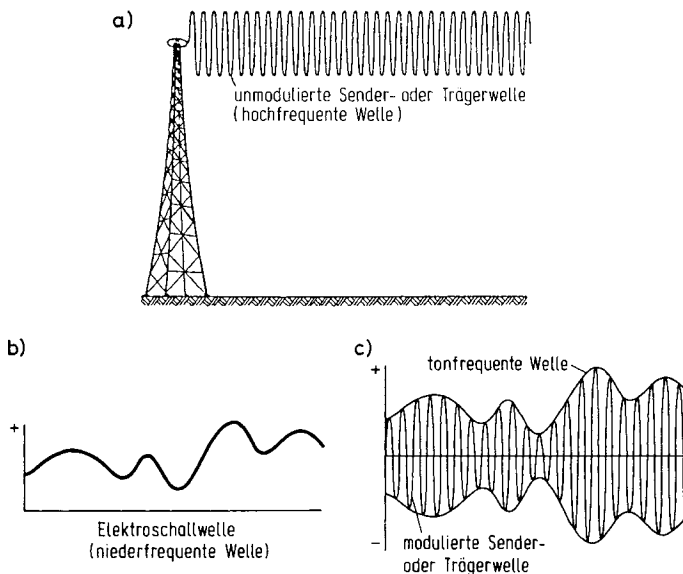 a)
unmodulierte Sender- oder Trägerwelle
(hochfrequente Welle)
b)
+
Elektroschallwelle
(niederfrequente Welle)
c)
+
tonfrequente Welle
–
modulierte Sender-
oder Trägerwelle